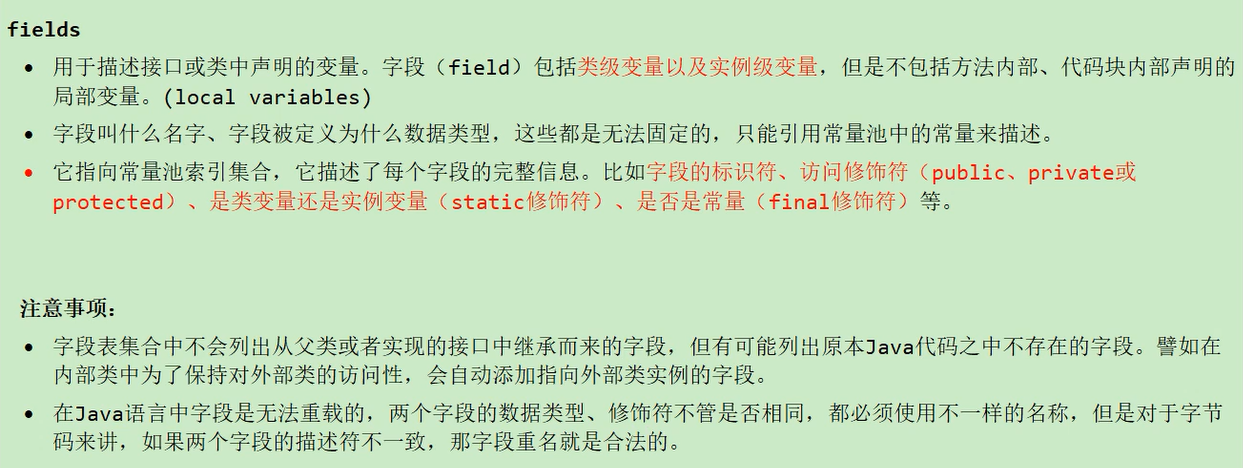 fields
• 用于描述接口或类中声明的变量。字段（field）包括类级变量以及实例级变量，但是不包括方法内部、代码块内部声明的
局部变量。(local variables)
• 字段叫什么名字、字段被定义为什么数据类型，这些都是无法固定的，只能引用常量池中的常量来描述。
• 它指向常量池索引集合，它描述了每个字段的完整信息。比如字段的标识符、访问修饰符（public、private或
protected）、是类变量还是实例变量（static修饰符）、是否是常量（final修饰符）等。
注意事项：
• 字段表集合中不会列出从父类或者实现的接口中继承而来的字段，但有可能列出原本Java代码之中不存在的字段。譬如在
内部类中为了保持对外部类的访问性，会自动添加指向外部类实例的字段。
• 在Java语言中字段是无法重载的，两个字段的数据类型、修饰符不管是否相同，都必须使用不一样的名称，但是对于字节
码来讲，如果两个字段的描述符不一致，那字段重名就是合法的。